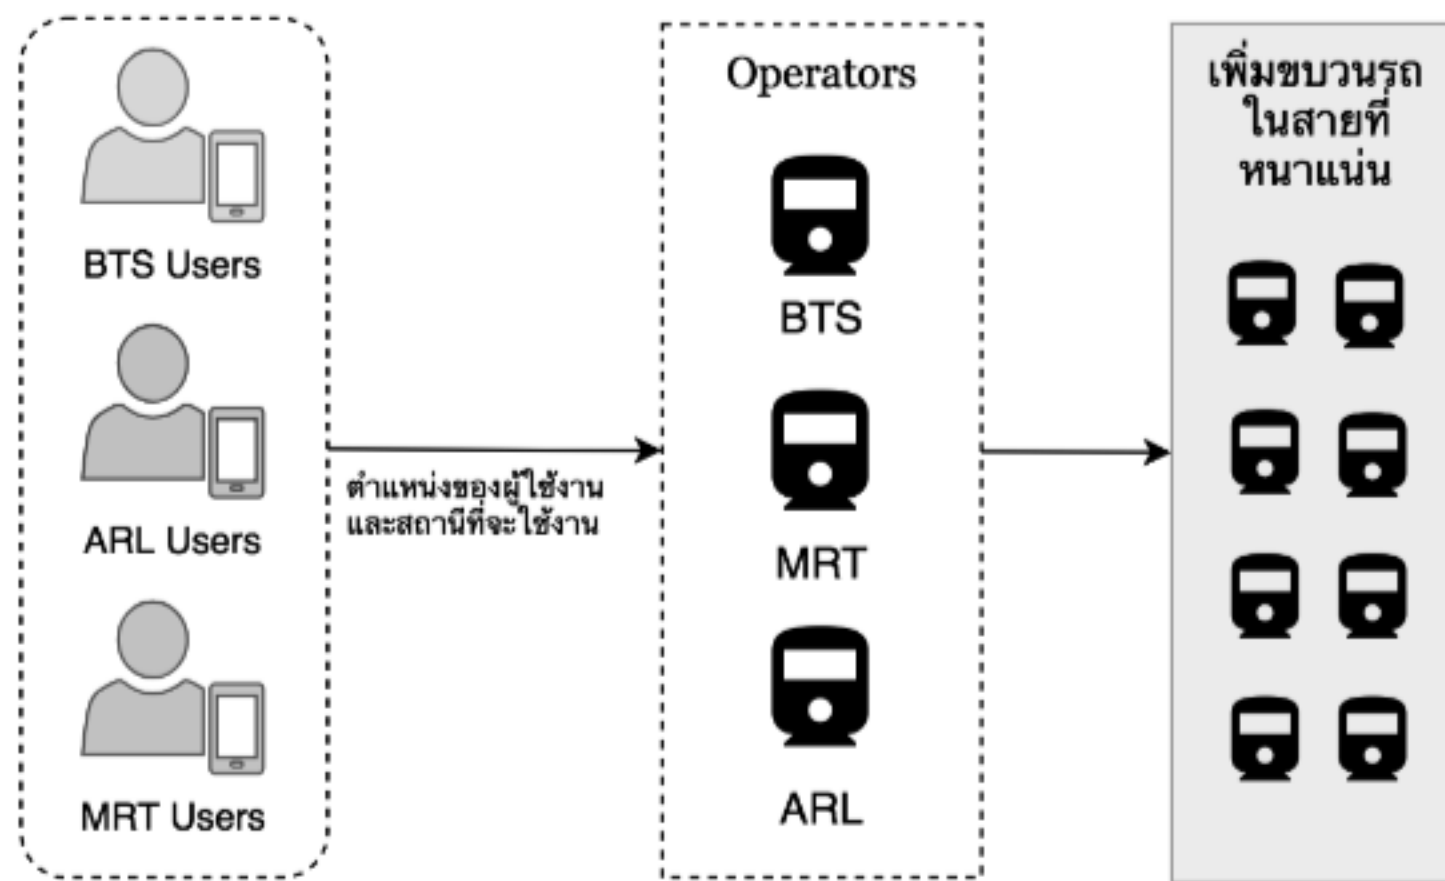 BTS Users
ARL Users
MRT Users
ตำแหน่งของผู้ใช้งาน
และสถานีที่จะใช้งาน
Operators
BTS
MRT
ARL
เพิ่มขบวนรถ
ในสายที่
หนาแน่น